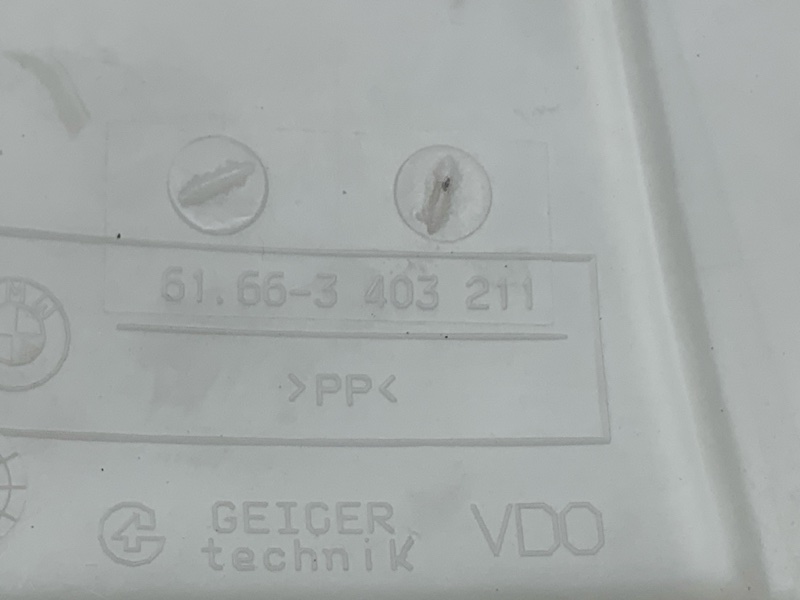 61.66-3 403 211
>PP<
GEIGER
technik
VDO